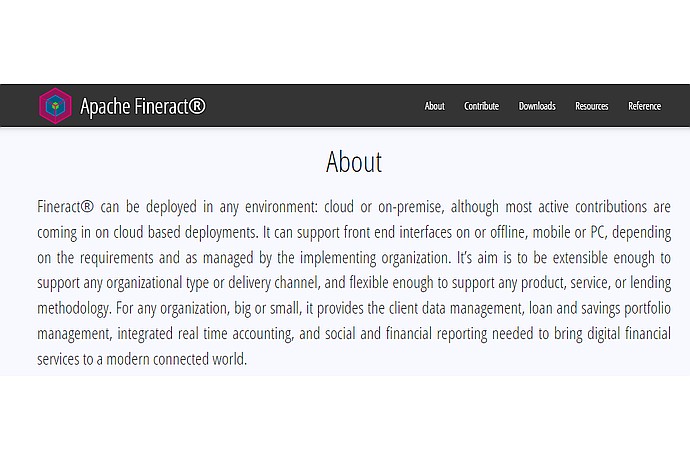 Apache Fineract®
About Contribute Downloads Resources Reference
About
Fineract® can be deployed in any environment: cloud or on-premise, although most active contributions are
coming in on cloud based deployments. It can support front end interfaces on or offline, mobile or PC, depending
on the requirements and as managed by the implementing organization. It’s aim is to be extensible enough to
support any organizational type or delivery channel, and flexible enough to support any product, service, or lending
methodology. For any organization, big or small, it provides the client data management, loan and savings portfolio
management, integrated real time accounting, and social and financial reporting needed to bring digital financial
services to a modern connected world.